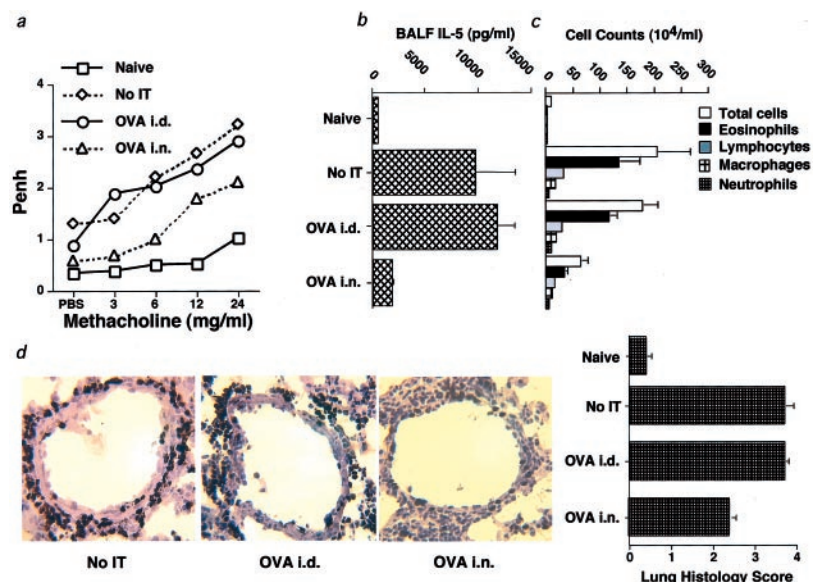 a
Naive
No IT
OVA i.d.
OVA i.n.
4
3
2
1
0
Penh
PBS 3 6 12 24
Methacholine (mg/ml)
b
BALF IL-5 (pg/ml)
0 5000 10000 15000
Naive
No IT
OVA i.d.
OVA i.n.
c
Cell Counts (10⁴/ml)
0 50 100 200 300
Total cells
Eosinophils
Lymphocytes
Macrophages
Neutrophils
d
No IT OVA i.d. OVA i.n.
Naive
No IT
OVA i.d.
OVA i.n.
0 1 2 3 4
Lung Histology Score